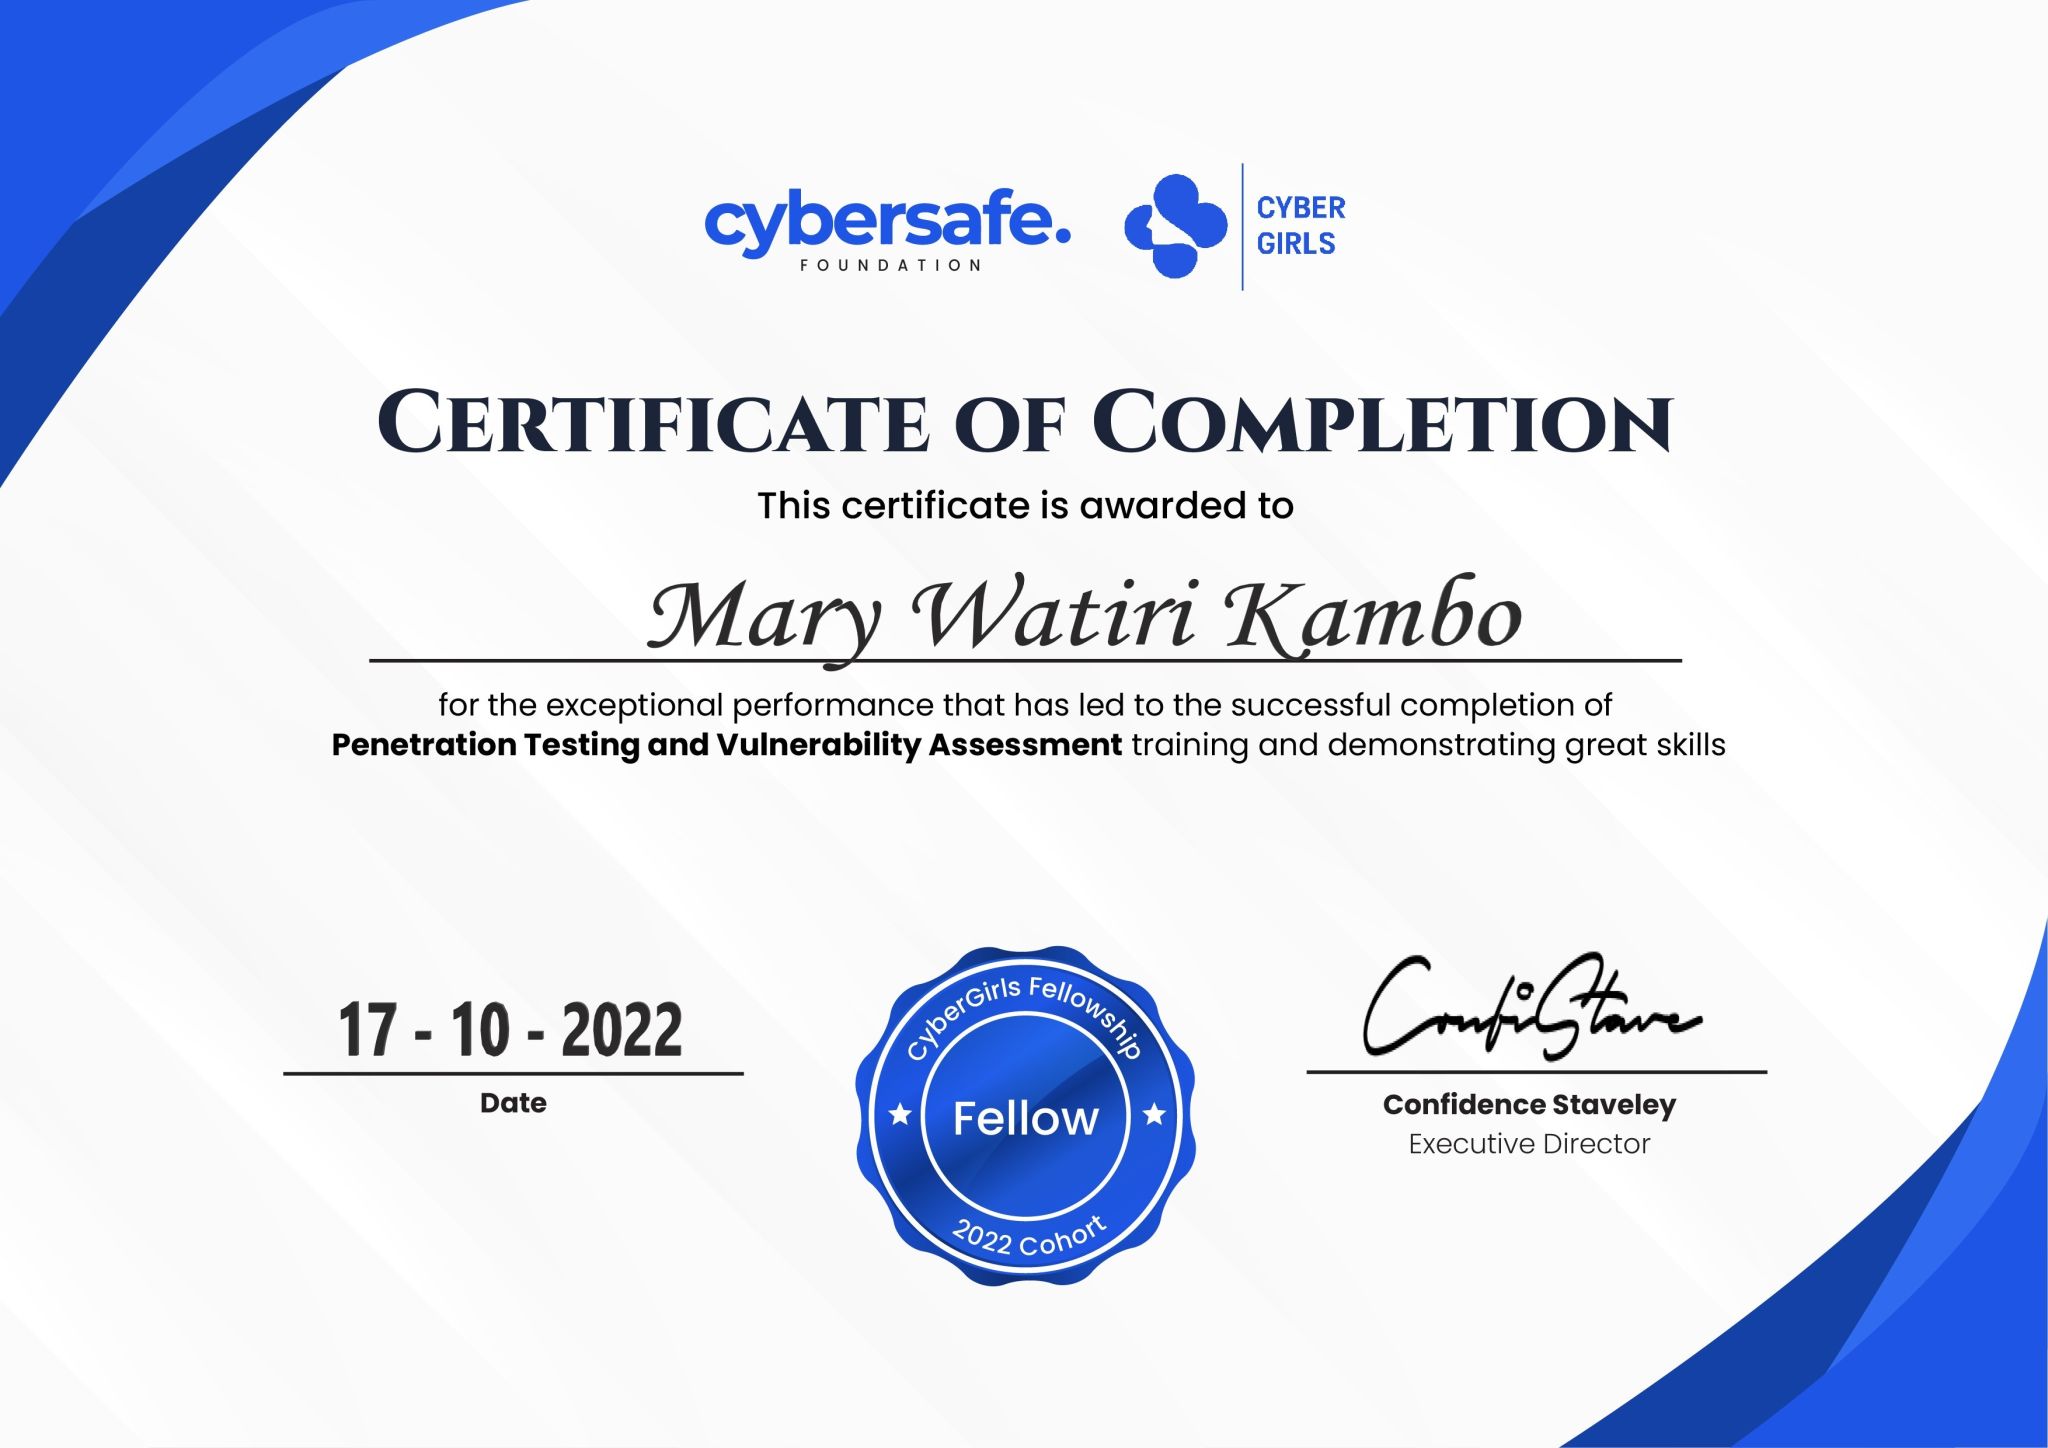 cybersafe.
FOUNDATION
CYBER
GIRLS
CERTIFICATE OF COMPLETION
This certificate is awarded to
Mary Watiri Kambo
for the exceptional performance that has led to the successful completion of
Penetration Testing and Vulnerability Assessment training and demonstrating great skills
17 - 10 - 2022
Date
CyberGirls Fellowship
Fellow
2022 Cohort
ConfiStave
Confidence Staveley
Executive Director